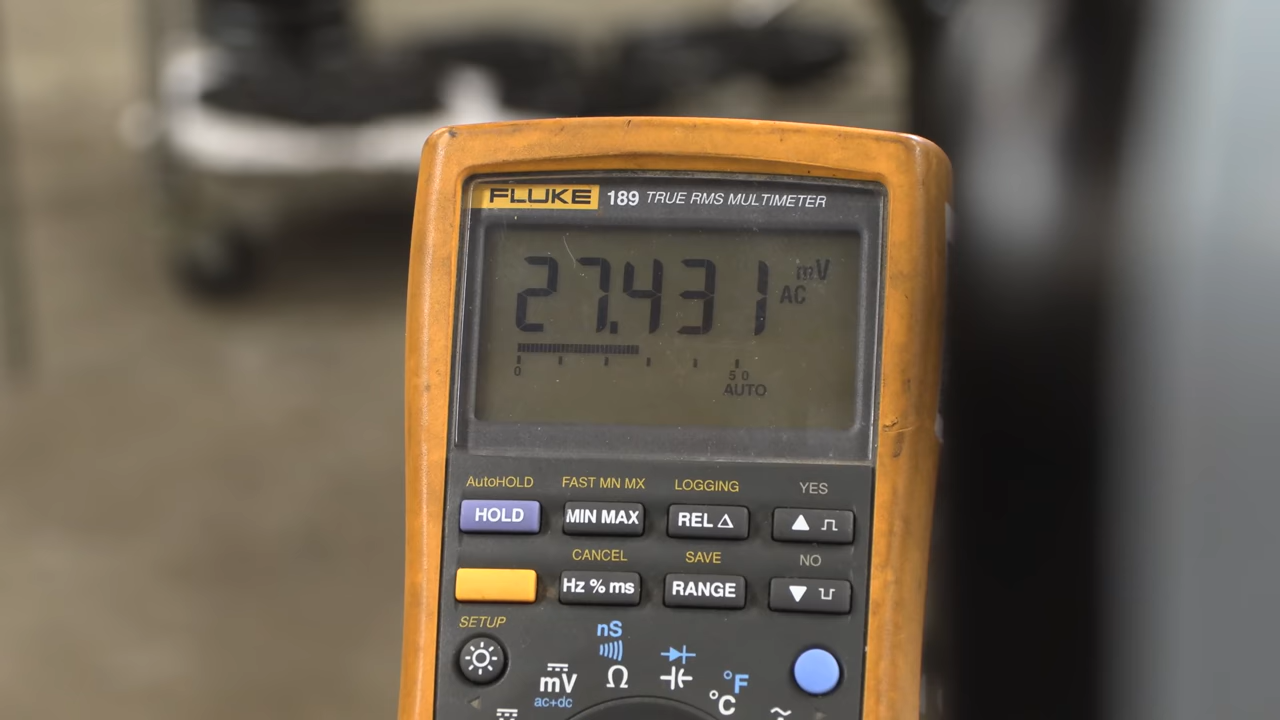 FLUKE 189 TRUE RMS MULTIMETER
27.431 mV AC
0 50
AUTO
AutoHOLD FAST MN MX LOGGING YES
HOLD MIN MAX REL Δ
CANCEL SAVE NO
Hz % ms RANGE
SETUP
nS
mV Ω
ac+dc
°F
°C